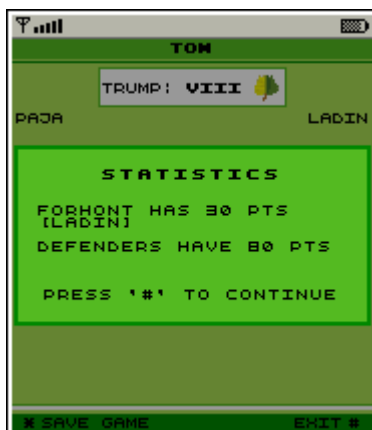 TOM
TRUMP: VIII
PAJA LADIN
STATISTICS
FORHONT HAS 30 PTS
[LADIN]
DEFENDERS HAVE 80 PTS
PRESS '#' TO CONTINUE
* SAVE GAME EXIT #